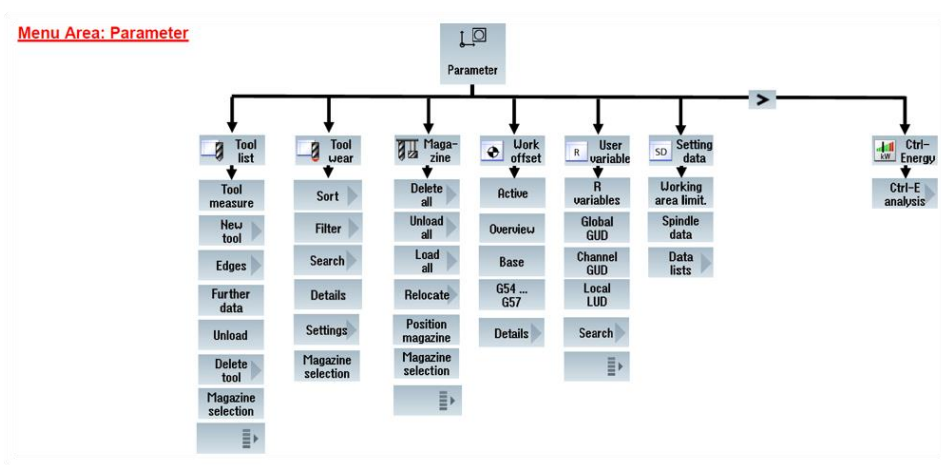 Menu Area: Parameter
Parameter
>
Tool
list
Tool
measure
New
tool
Edges
Further
data
Unload
Delete
tool
Magazine
selection
Tool
wear
Sort
Filter
Search
Details
Settings
Magazine
selection
Maga-
zine
Delete
all
Unload
all
Load
all
Relocate
Position
magazine
Magazine
selection
Work
offset
Active
Overview
Base
G54 ...
G57
Details
R
User
variable
R
variables
Global
GUD
Channel
GUD
Local
LUD
Search
SD
Setting
data
Working
area limit.
Spindle
data
Data
lists
kW
Ctrl-
Energy
Ctrl-E
analysis